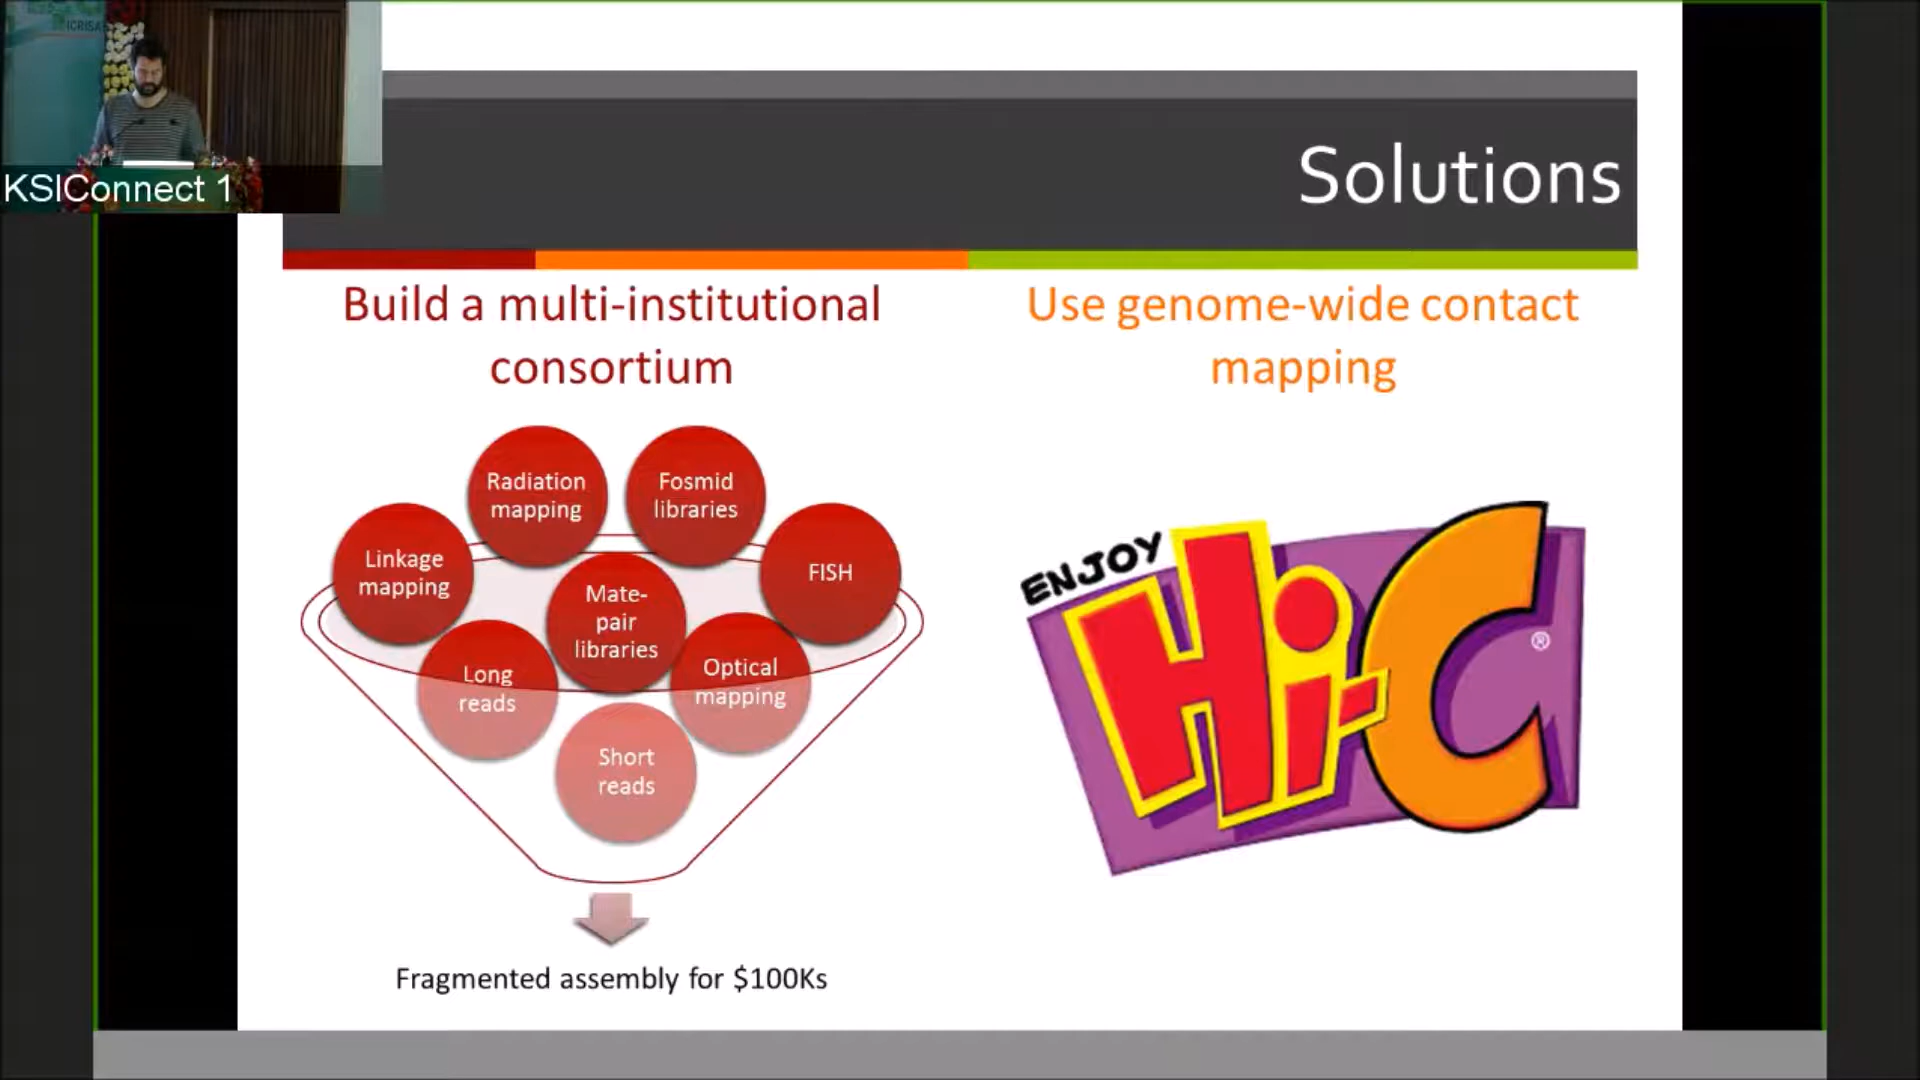 ICRISAT
KSIConnect 1
Solutions
Build a multi-institutional
consortium
Use genome-wide contact
mapping
Radiation
mapping
Fosmid
libraries
Linkage
mapping
FISH
Mate-
pair
libraries
Long
reads
Optical
mapping
Short
reads
Fragmented assembly for $100Ks
ENJOY
Hi-C
®